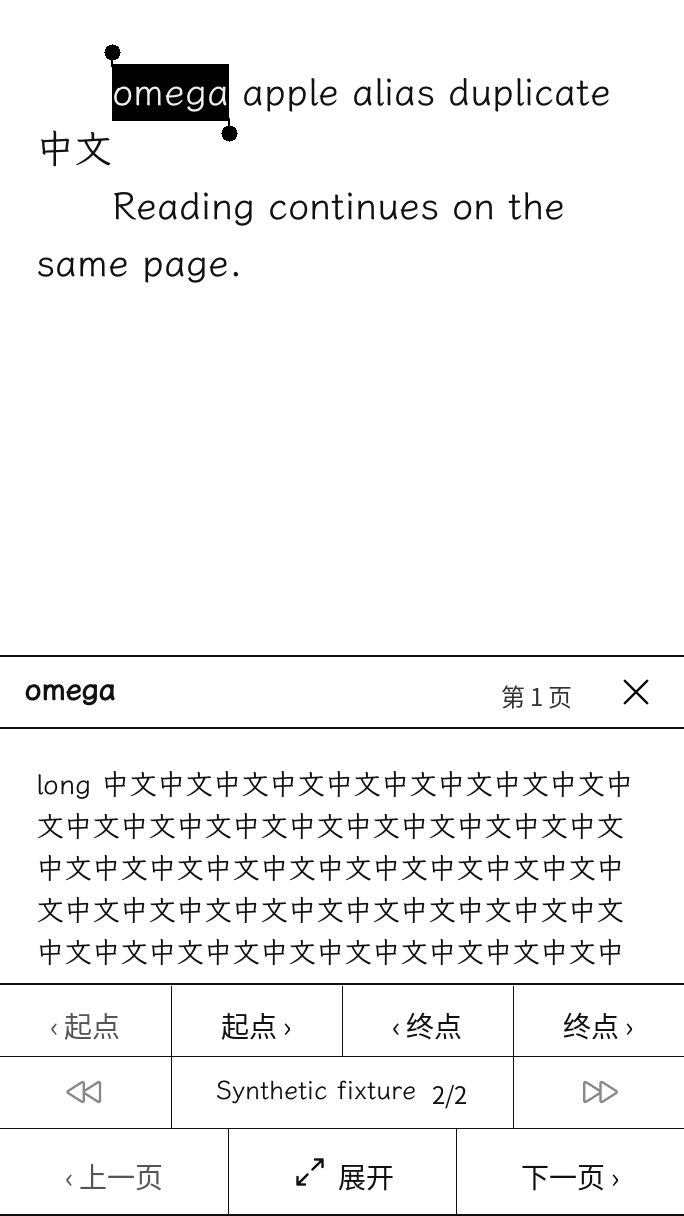 omega apple alias duplicate
中文
Reading continues on the
same page.
omega
第1页
long 中文中文中文中文中文中文中文中文中文中
文中文中文中文中文中文中文中文中文中文中文
中文中文中文中文中文中文中文中文中文中文中
文中文中文中文中文中文中文中文中文中文中文
中文中文中文中文中文中文中文中文中文中文中
‹ 起点 起点 › ‹ 终点 终点 ›
Synthetic fixture 2/2
‹ 上一页 展开 下一页 ›